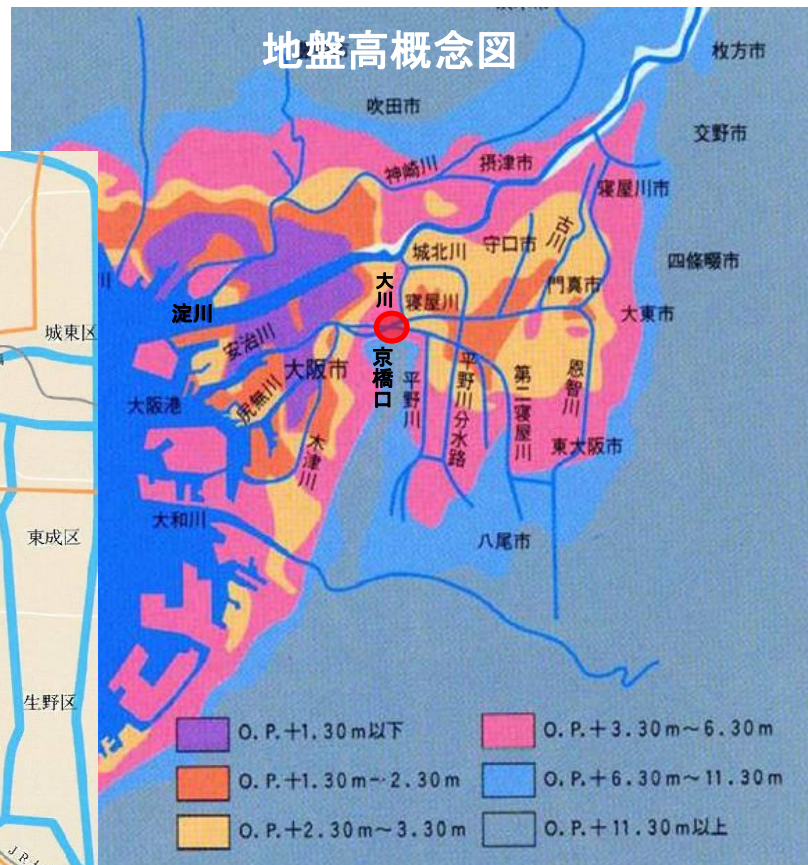 地盤高概念図
枚方市
吹田市
交野市
神崎川
摂津市
寝屋川市
古川
守口市
城北川
四條畷市
門真市
大川
寝屋川
大東市
淀川
安治川
京橋口
大阪市
平野川
平野川分水路
第二寝屋川
恩智川
大阪港
尻無川
木津川
東大阪市
大和川
八尾市
城東区
東成区
生野区
JR
O.P.+1.30m以下
O.P.+1.30m~2.30m
O.P.+2.30m~3.30m
O.P.+3.30m~6.30m
O.P.+6.30m~11.30m
O.P.+11.30m以上